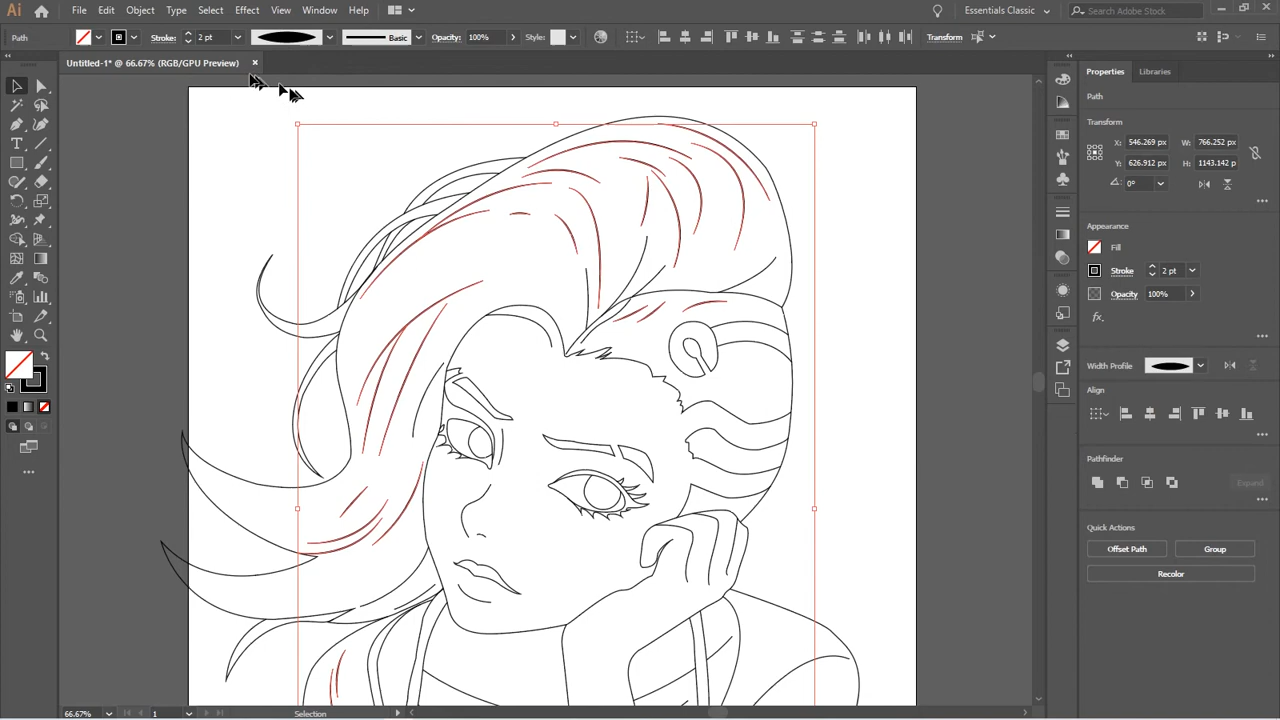 Ai
File Edit Object Type Select Effect View Window Help
Essentials Classic
Search Adobe Stock
Path
Stroke: 2 pt
Basic
Opacity: 100%
Style:
Transform
Untitled-1* @ 66.67% (RGB/GPU Preview) ×
Properties Libraries
Path
Transform
X: 546.269 px W: 766.252 px
Y: 626.912 px H: 1143.142 p
0°
Appearance
Fill
Stroke 2 pt
Opacity 100%
fx.
Width Profile
Align
Pathfinder
Expand
Quick Actions
Offset Path Group
Recolor
66.67% 1 Selection